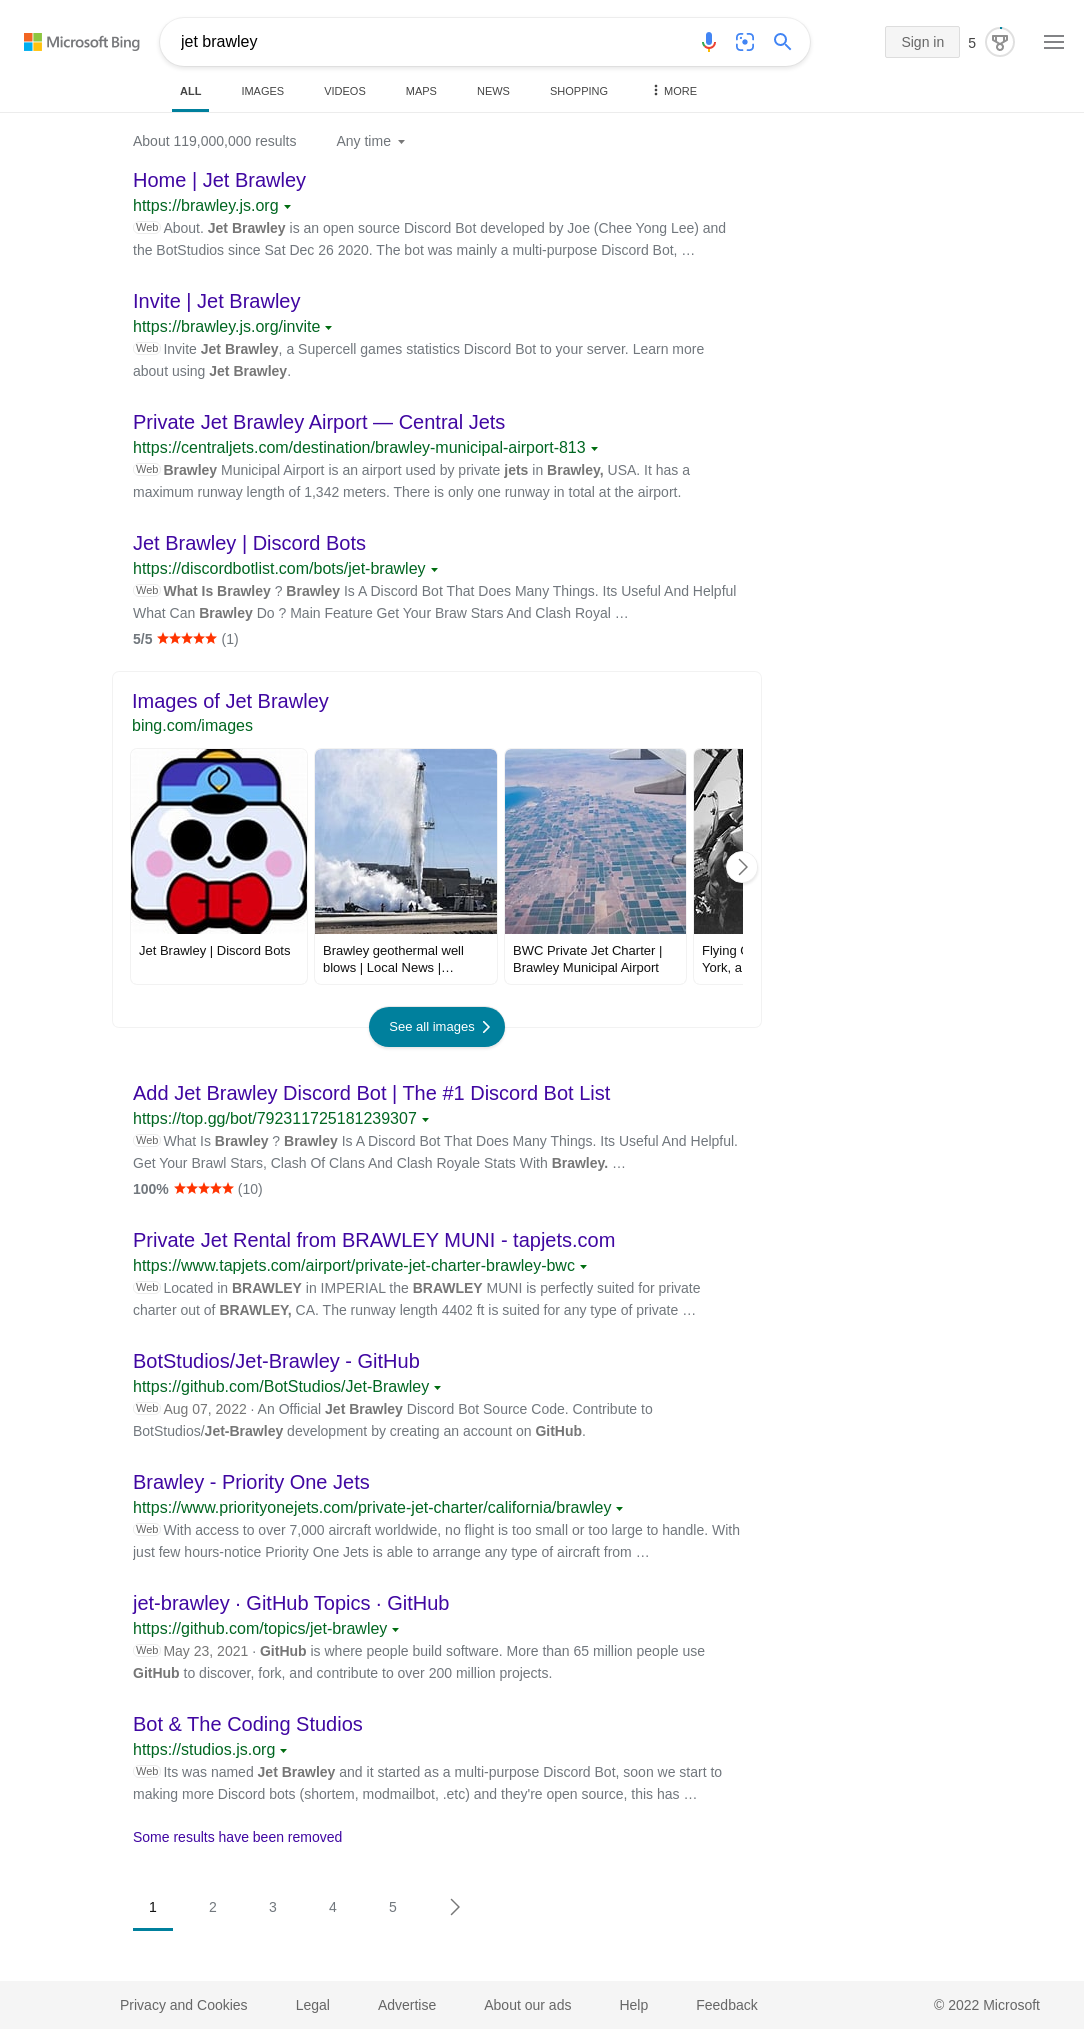 Microsoft Bing
jet brawley
Sign in
5
ALL
IMAGES
VIDEOS
MAPS
NEWS
SHOPPING
MORE
About 119,000,000 results
Any time
Home | Jet Brawley
https://brawley.js.org
Web About. Jet Brawley is an open source Discord Bot developed by Joe (Chee Yong Lee) and
the BotStudios since Sat Dec 26 2020. The bot was mainly a multi-purpose Discord Bot, …
Invite | Jet Brawley
https://brawley.js.org/invite
Web Invite Jet Brawley, a Supercell games statistics Discord Bot to your server. Learn more
about using Jet Brawley.
Private Jet Brawley Airport — Central Jets
https://centraljets.com/destination/brawley-municipal-airport-813
Web Brawley Municipal Airport is an airport used by private jets in Brawley, USA. It has a
maximum runway length of 1,342 meters. There is only one runway in total at the airport.
Jet Brawley | Discord Bots
https://discordbotlist.com/bots/jet-brawley
Web What Is Brawley ? Brawley Is A Discord Bot That Does Many Things. Its Useful And Helpful
What Can Brawley Do ? Main Feature Get Your Braw Stars And Clash Royal …
5/5 ★★★★★ (1)
Images of Jet Brawley
bing.com/images
Jet Brawley | Discord Bots
Brawley geothermal well
blows | Local News |…
BWC Private Jet Charter |
Brawley Municipal Airport
Flying
York, a
See all images
Add Jet Brawley Discord Bot | The #1 Discord Bot List
https://top.gg/bot/792311725181239307
Web What Is Brawley ? Brawley Is A Discord Bot That Does Many Things. Its Useful And Helpful.
Get Your Brawl Stars, Clash Of Clans And Clash Royale Stats With Brawley. …
100% ★★★★★ (10)
Private Jet Rental from BRAWLEY MUNI - tapjets.com
https://www.tapjets.com/airport/private-jet-charter-brawley-bwc
Web Located in BRAWLEY in IMPERIAL the BRAWLEY MUNI is perfectly suited for private
charter out of BRAWLEY, CA. The runway length 4402 ft is suited for any type of private …
BotStudios/Jet-Brawley - GitHub
https://github.com/BotStudios/Jet-Brawley
Web Aug 07, 2022 · An Official Jet Brawley Discord Bot Source Code. Contribute to
BotStudios/Jet-Brawley development by creating an account on GitHub.
Brawley - Priority One Jets
https://www.priorityonejets.com/private-jet-charter/california/brawley
Web With access to over 7,000 aircraft worldwide, no flight is too small or too large to handle. With
just few hours-notice Priority One Jets is able to arrange any type of aircraft from …
jet-brawley · GitHub Topics · GitHub
https://github.com/topics/jet-brawley
Web May 23, 2021 · GitHub is where people build software. More than 65 million people use
GitHub to discover, fork, and contribute to over 200 million projects.
Bot & The Coding Studios
https://studios.js.org
Web Its was named Jet Brawley and it started as a multi-purpose Discord Bot, soon we start to
making more Discord bots (shortem, modmailbot, .etc) and they're open source, this has …
Some results have been removed
1 2 3 4 5
Privacy and Cookies
Legal
Advertise
About our ads
Help
Feedback
© 2022 Microsoft